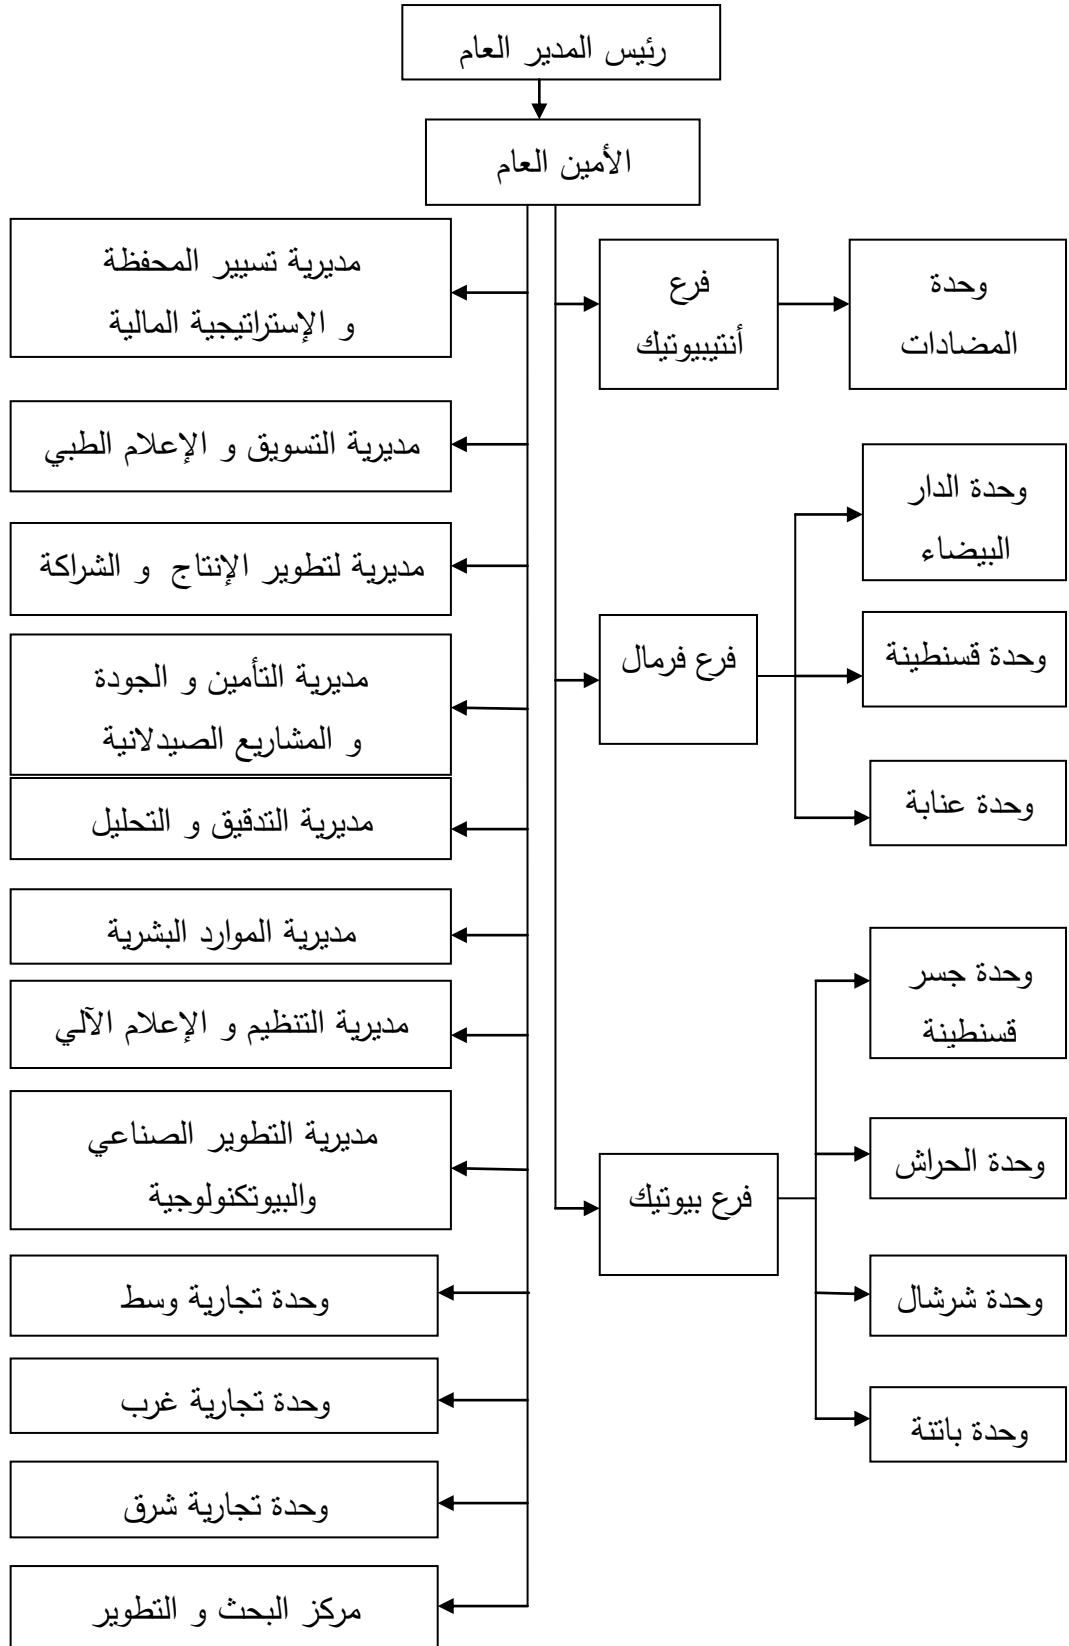 رئيس المدير العام
الأمين العام
وحدة
المضادات
فرع
أنتيبيوتيك
مديرية تسيير المحفظة
و الإستراتيجية المالية
مديرية التسويق و الإعلام الطبي
مديرية لتطوير الإنتاج و الشراكة
مديرية التأمين و الجودة
و المشاريع الصيدلانية
مديرية التدقيق و التحليل
مديرية الموارد البشرية
مديرية التنظيم و الإعلام الآلي
مديرية التطوير الصناعي
والبيوتكنولوجية
وحدة تجارية وسط
وحدة تجارية غرب
وحدة تجارية شرق
مركز البحث و التطوير
وحدة الدار
البيضاء
فرع فرمال
وحدة قسنطينة
وحدة عنابة
وحدة جسر
قسنطينة
وحدة الحراش
فرع بيوتيك
وحدة شرشال
وحدة باتنة